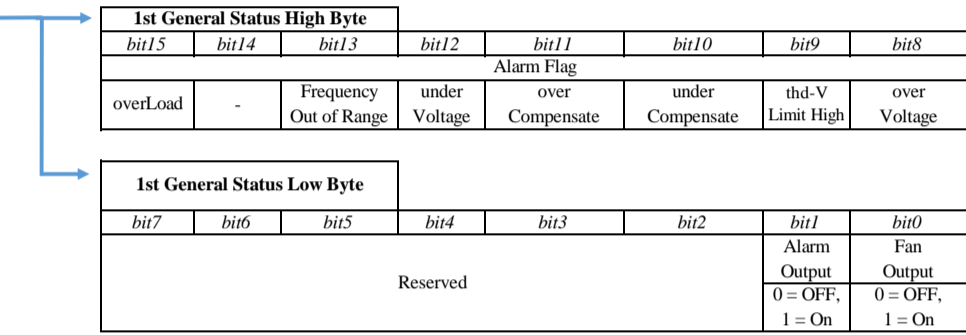 1st General Status High Byte
bit15 bit14 bit13 bit12 bit11 bit10 bit9 bit8
Alarm Flag
overLoad - Frequency Out of Range under Voltage over Compensate under Compensate thd-V Limit High over Voltage
1st General Status Low Byte
bit7 bit6 bit5 bit4 bit3 bit2 bit1 bit0
Reserved
Alarm Output
0 = OFF, 1 = On
Fan Output
0 = OFF, 1 = On